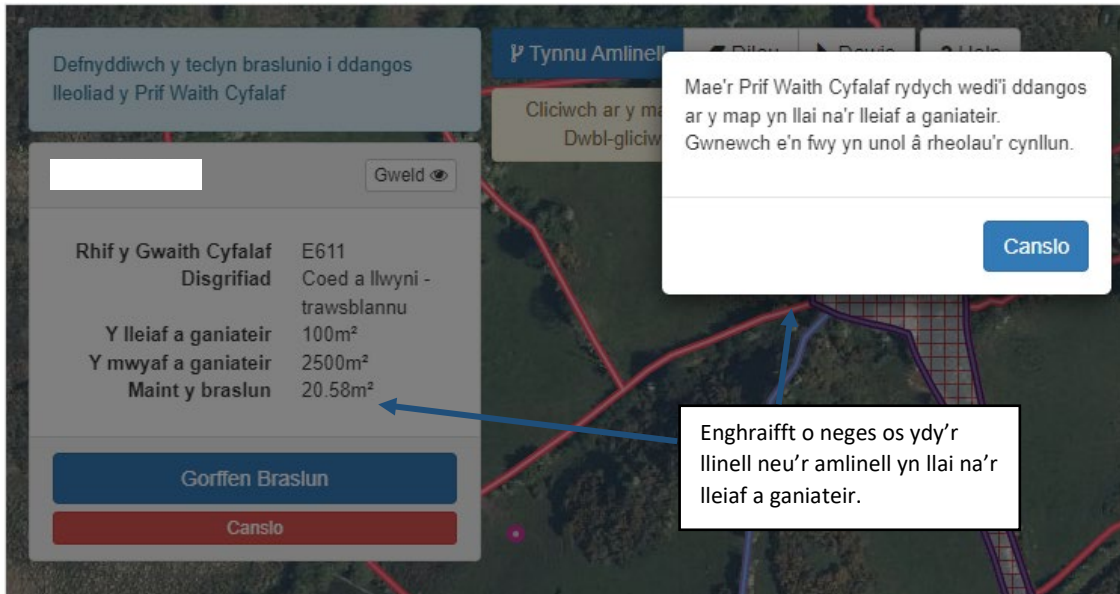 Defnyddiwch y teclyn braslunio i ddangos
lleoliad y Prif Waith Cyfalaf
Tynnu Amlinell
Dileu
Dewis
? Help
Cliciwch ar y
Dwbl-gliciw
Gweld
Rhif y Gwaith Cyfalaf E611
Disgrifiad Coed a llwyni -
trawsblannu
Y lleiaf a ganiateir 100m²
Y mwyaf a ganiateir 2500m²
Maint y braslun 20.58m²
Gorffen Braslun
Canslo
Mae'r Prif Waith Cyfalaf rydych wedi'i ddangos
ar y map yn llai na'r lleiaf a ganiateir.
Gwnewch e'n fwy yn unol â rheolau'r cynllun.
Canslo
Enghraifft o neges os ydy'r
llinell neu'r amlinell yn llai na'r
lleiaf a ganiateir.